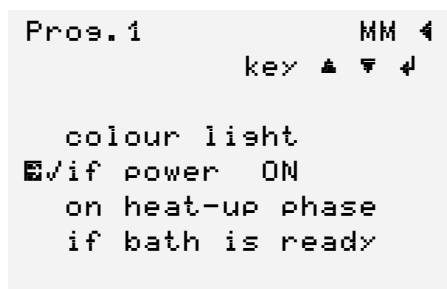 Prog.1 MM ◀
key ▲ ▼ ↲
colour light
➔√if power ON
on heat-up phase
if bath is ready